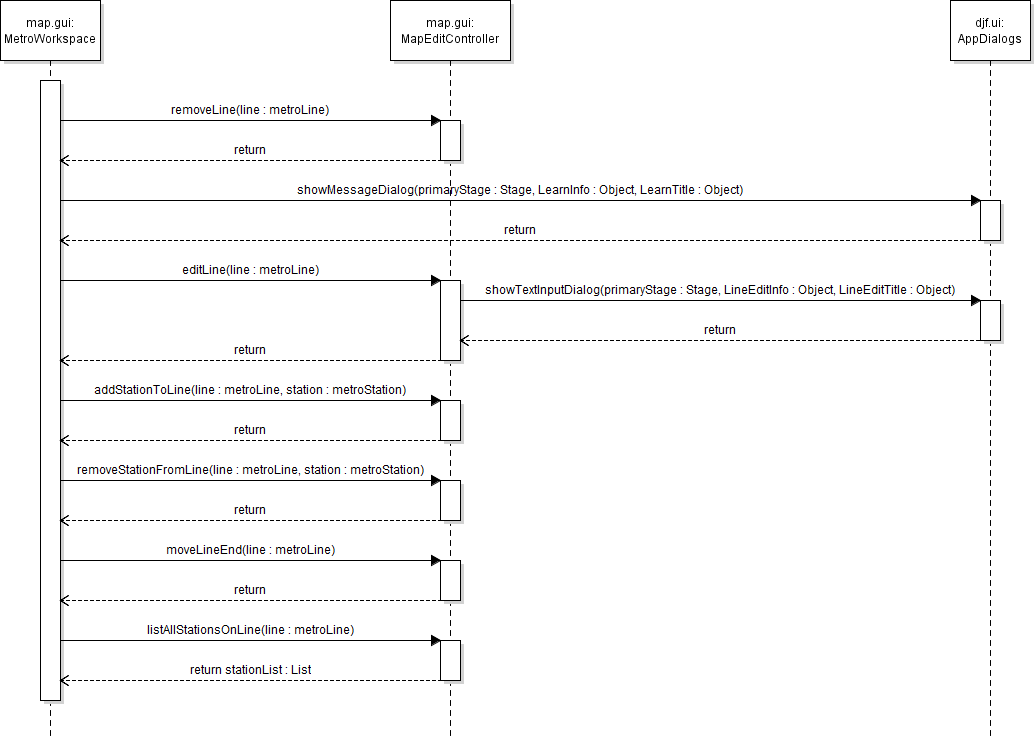 map.gui:
MetroWorkspace
map.gui:
MapEditController
djf.ui:
AppDialogs
removeLine(line : metroLine)
return
showMessageDialog(primaryStage : Stage, LearnInfo : Object, LearnTitle : Object)
return
editLine(line : metroLine)
showTextInputDialog(primaryStage : Stage, LineEditInfo : Object, LineEditTitle : Object)
return
return
addStationToLine(line : metroLine, station : metroStation)
return
removeStationFromLine(line : metroLine, station : metroStation)
return
moveLineEnd(line : metroLine)
return
listAllStationsOnLine(line : metroLine)
return stationList : List